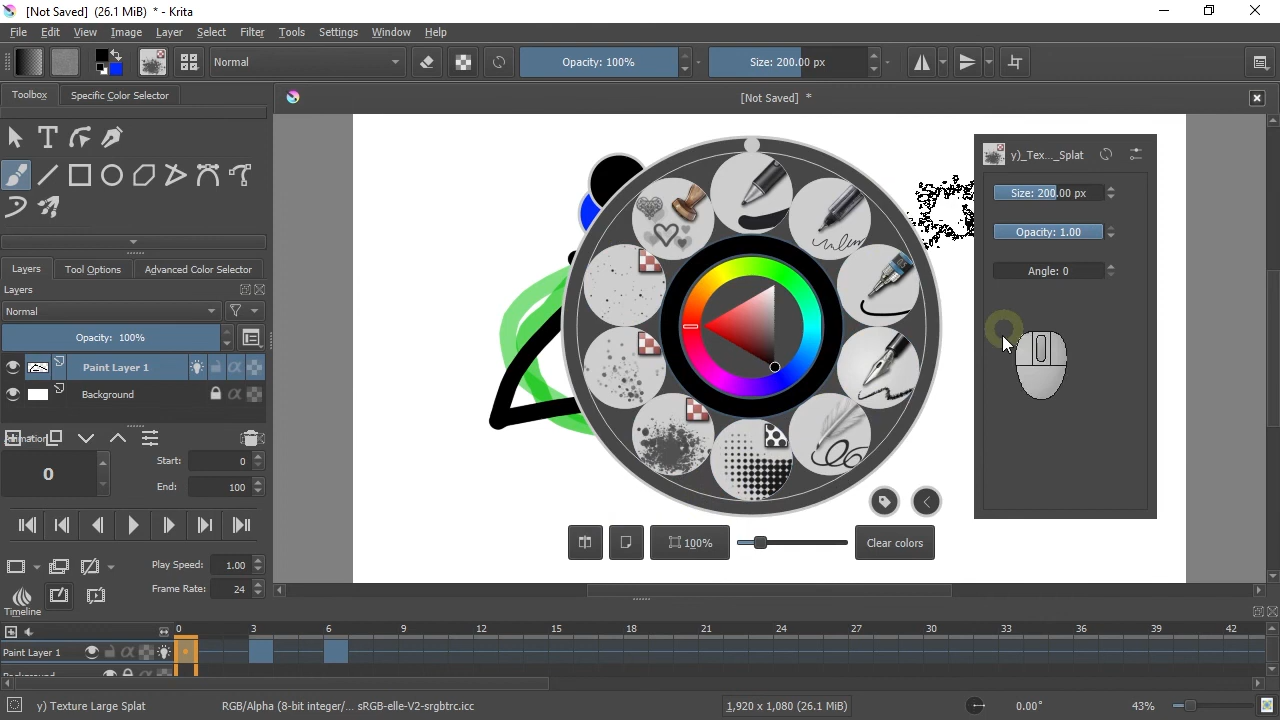 [Not Saved] (26.1 MiB) * - Krita
File Edit View Image Layer Select Filter Tools Settings Window Help
Normal
Opacity: 100%
Size: 200.00 px
Toolbox
Specific Color Selector
[Not Saved] *
y)_Tex..._Splat
Size: 200.00 px
Opacity: 1.00
Angle: 0
Layers
Tool Options
Advanced Color Selector
Layers
Normal
Opacity: 100%
Paint Layer 1
Background
Animation
0
Start: 0
End: 100
Play Speed: 1.00
Frame Rate: 24
100%
Clear colors
Timeline
0 3 6 9 12 15 18 21 24 27 30 33 36 39 42
Paint Layer 1
y) Texture Large Splat
RGB/Alpha (8-bit integer/... sRGB-elle-V2-srgbtrc.icc
1,920 x 1,080 (26.1 MiB)
0.00°
43%